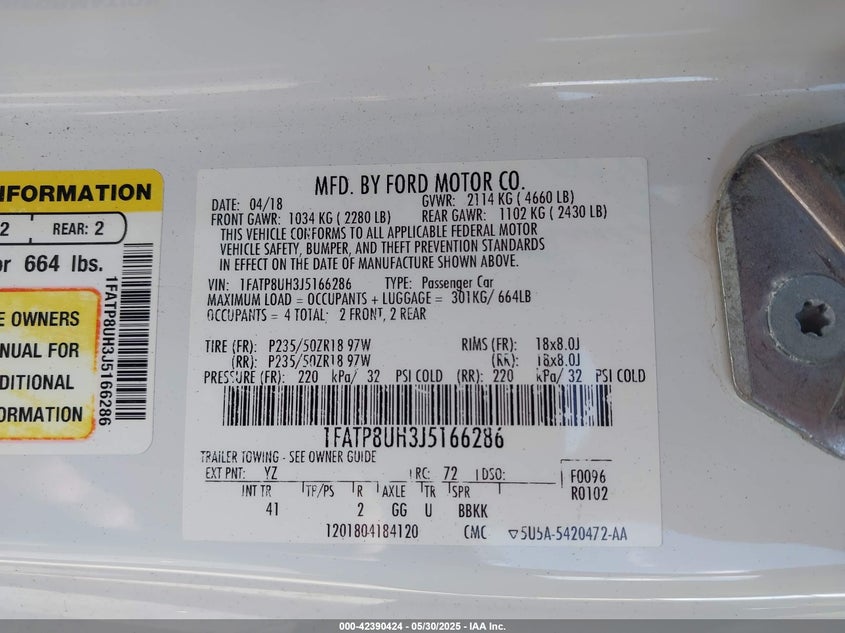 INFORMATION
2 REAR: 2
or 664 lbs.
E OWNERS
NUAL FOR
DITIONAL
ORMATION
1FATP8UH3J5166286
MFD. BY FORD MOTOR CO.
DATE: 04/18 GVWR: 2114 KG ( 4660 LB)
FRONT GAWR: 1034 KG ( 2280 LB) REAR GAWR: 1102 KG ( 2430 LB)
THIS VEHICLE CONFORMS TO ALL APPLICABLE FEDERAL MOTOR
VEHICLE SAFETY, BUMPER, AND THEFT PREVENTION STANDARDS
IN EFFECT ON THE DATE OF MANUFACTURE SHOWN ABOVE.
VIN: 1FATP8UH3J5166286 TYPE: Passenger Car
MAXIMUM LOAD = OCCUPANTS + LUGGAGE = 301KG/ 664LB
OCCUPANTS = 4 TOTAL; 2 FRONT, 2 REAR
TIRE (FR): P235/50ZR18 97W RIMS (FR): 18x8.0J
(RR): P235/50ZR18 97W (RR): 18x8.0J
PRESSURE (FR): 220 kPa/ 32 PSI COLD (RR): 220 kPa/ 32 PSI COLD
1FATP8UH3J5166286
TRAILER TOWING - SEE OWNER GUIDE
EXT PNT: YZ RC: 72 DSO: F0096
INT TR TP/PS R AXLE TR SPR R0102
41 2 GG U BBKK
1201804184120 CMC ▽5U5A-5420472-AA
000-42390424 - 05/30/2025 - IAA Inc.